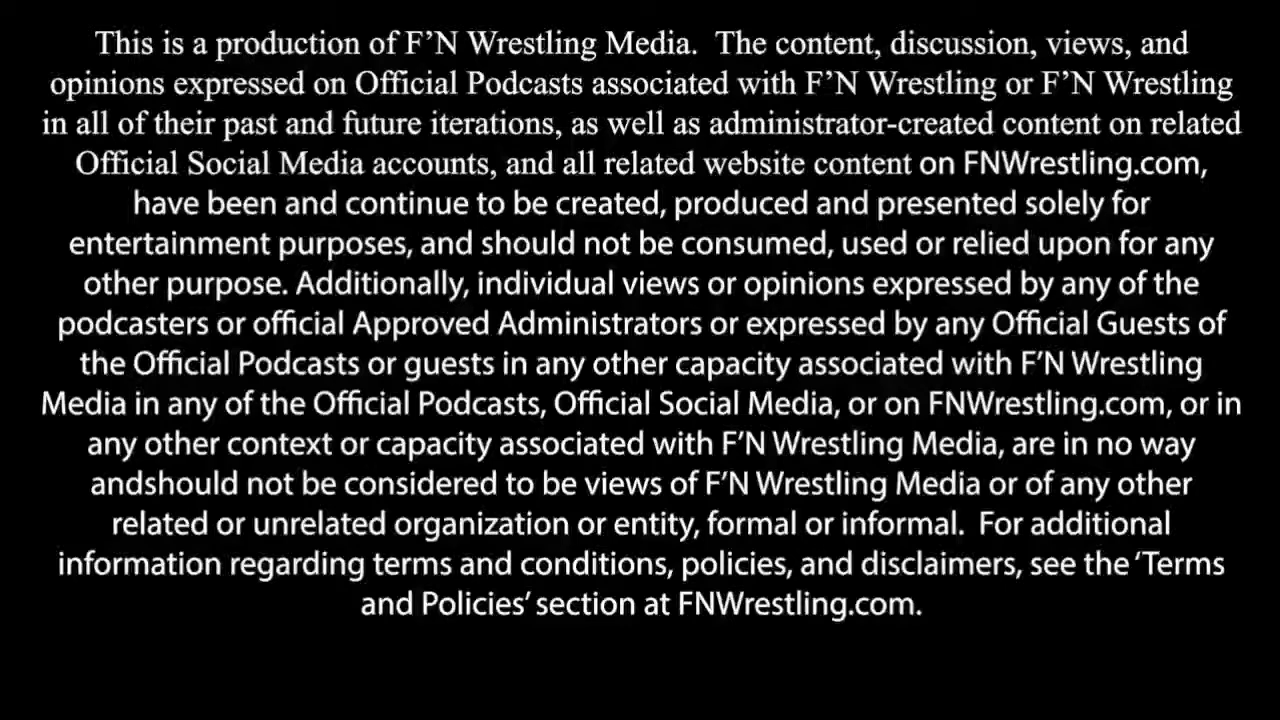 This is a production of F’N Wrestling Media.  The content, discussion, views, and
opinions expressed on Official Podcasts associated with F’N Wrestling or F’N Wrestling
in all of their past and future iterations, as well as administrator-created content on related
Official Social Media accounts, and all related website content on FNWrestling.com,
have been and continue to be created, produced and presented solely for
entertainment purposes, and should not be consumed, used or relied upon for any
other purpose. Additionally, individual views or opinions expressed by any of the
podcasters or official Approved Administrators or expressed by any Official Guests of
the Official Podcasts or guests in any other capacity associated with F’N Wrestling
Media in any of the Official Podcasts, Official Social Media, or on FNWrestling.com, or in
any other context or capacity associated with F’N Wrestling Media, are in no way
andshould not be considered to be views of F’N Wrestling Media or of any other
related or unrelated organization or entity, formal or informal.  For additional
information regarding terms and conditions, policies, and disclaimers, see the ‘Terms
and Policies’ section at FNWrestling.com.